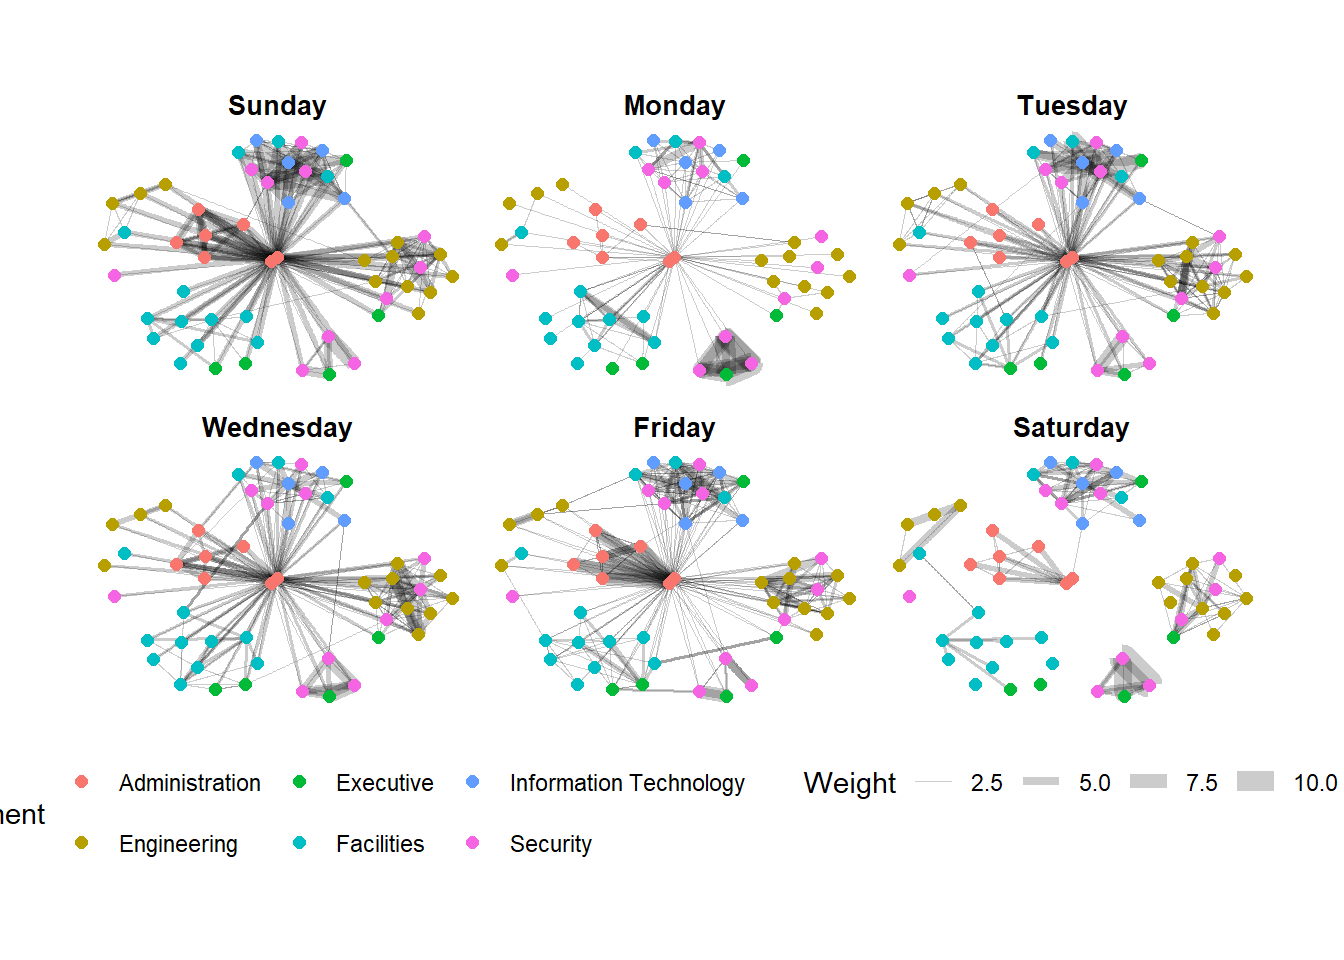 Sunday Monday Tuesday
Wednesday Friday Saturday
Administration Executive Information Technology Weight 2.5 5.0 7.5 10.0
Engineering Facilities Security